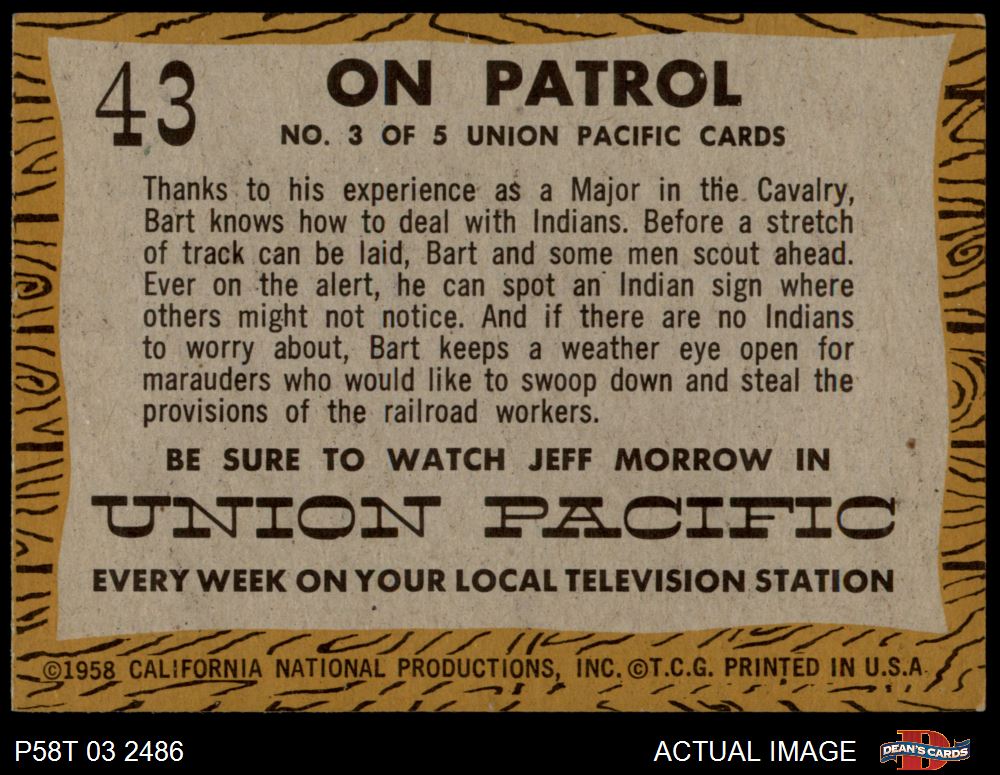 43
ON PATROL
NO. 3 OF 5 UNION PACIFIC CARDS
Thanks to his experience as a Major in the Cavalry,
Bart knows how to deal with Indians. Before a stretch
of track can be laid, Bart and some men scout ahead.
Ever on the alert, he can spot an Indian sign where
others might not notice. And if there are no Indians
to worry about, Bart keeps a weather eye open for
marauders who would like to swoop down and steal the
provisions of the railroad workers.
BE SURE TO WATCH JEFF MORROW IN
UNION PACIFIC
EVERY WEEK ON YOUR LOCAL TELEVISION STATION
©1958 CALIFORNIA NATIONAL PRODUCTIONS, INC. ©T.C.G. PRINTED IN U.S.A.
P58T 03 2486
ACTUAL IMAGE
D
DEAN'S CARDS